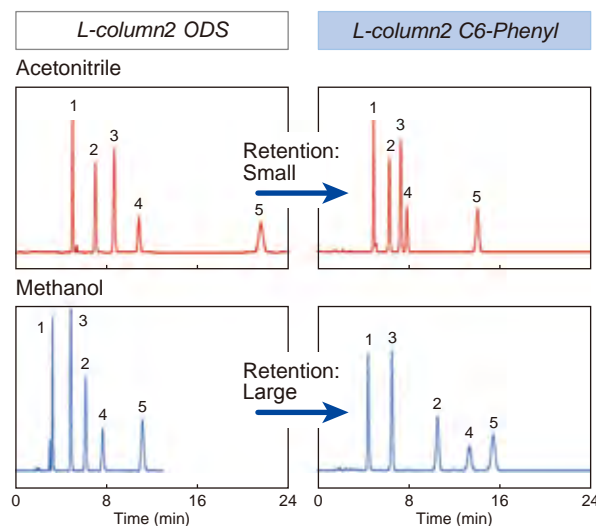 L-column2 ODS
L-column2 C6-Phenyl
Acetonitrile
1
2
3
4
5
Retention:
Small
1
2
3
4
5
Methanol
1
3
2
4
5
Retention:
Large
1
3
2
4
5
0 8 16 24
Time (min)
0 8 16 24
Time (min)